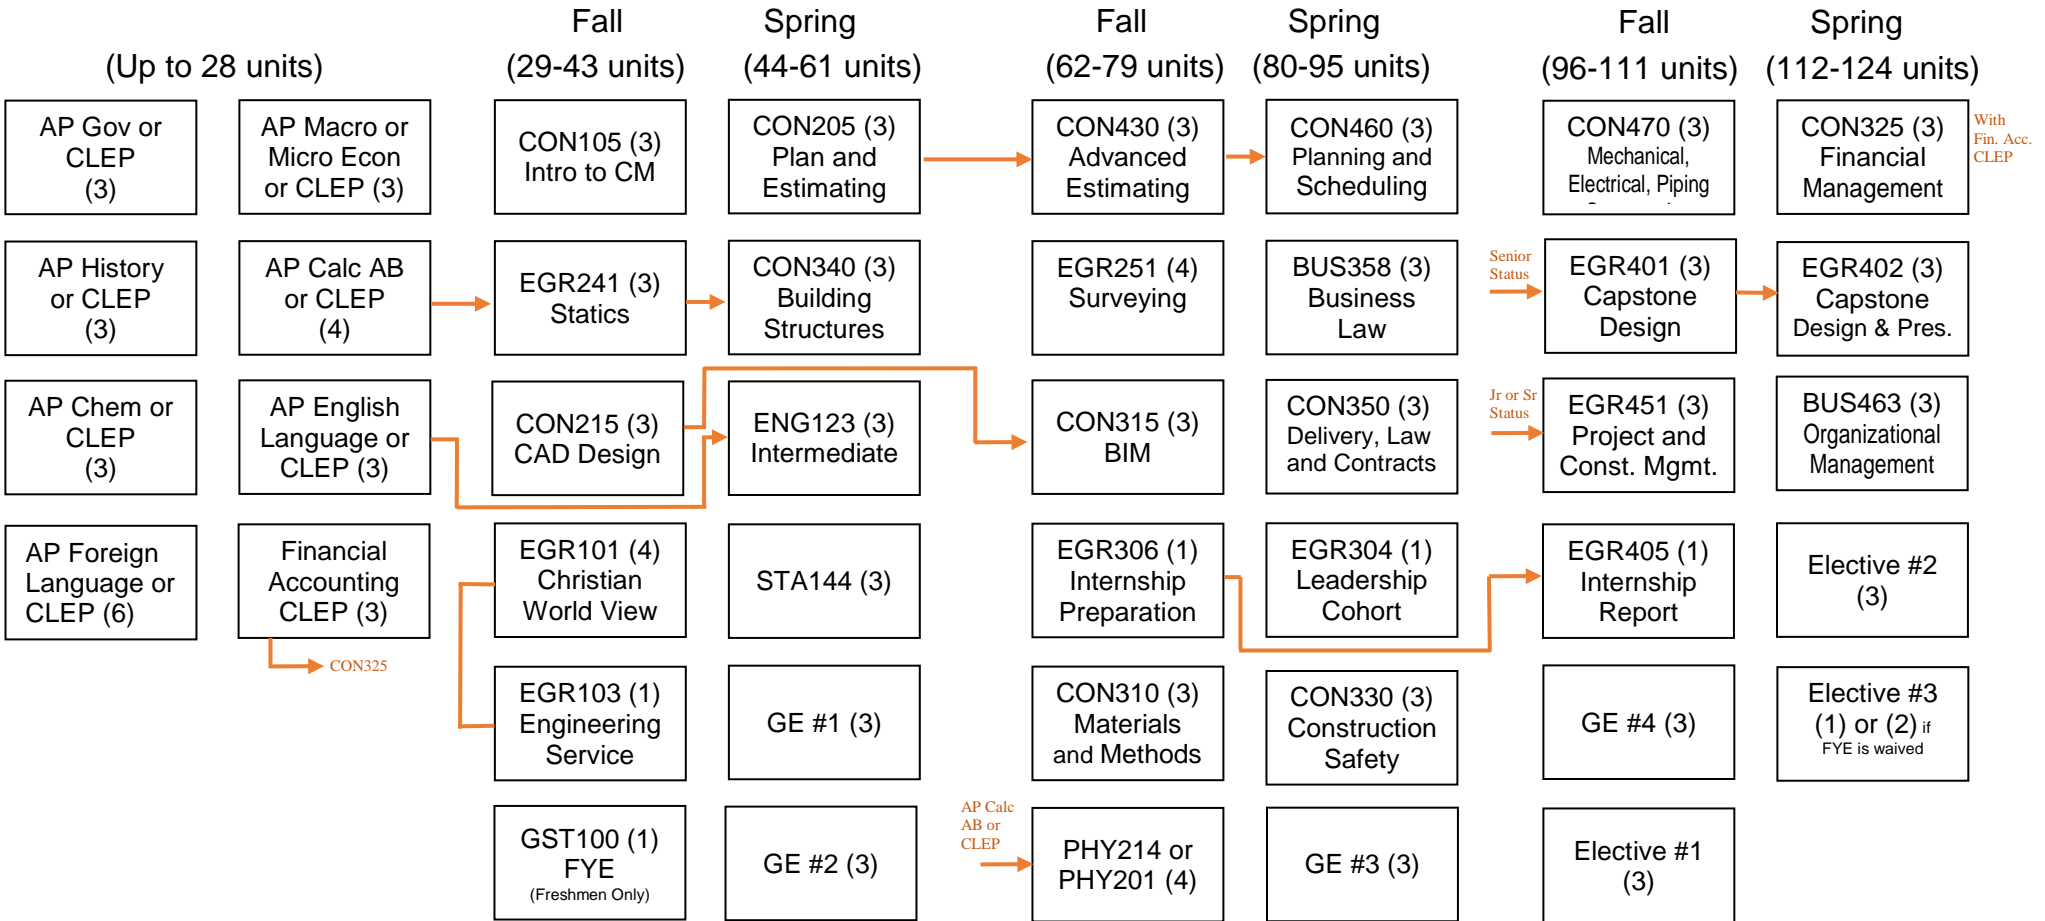 Fall
(29-43 units)
Spring
(44-61 units)
Fall
(62-79 units)
Spring
(80-95 units)
Fall
(96-111 units)
Spring
(112-124 units)
(Up to 28 units)
AP Gov or
CLEP
(3)
AP Macro or
Micro Econ
or CLEP (3)
CON105 (3)
Intro to CM
CON205 (3)
Plan and
Estimating
CON430 (3)
Advanced
Estimating
CON460 (3)
Planning and
Scheduling
CON470 (3)
Mechanical,
Electrical, Piping
CON325 (3)
Financial
Management
With
Fin. Acc.
CLEP
AP History
or CLEP
(3)
AP Calc AB
or CLEP
(4)
EGR241 (3)
Statics
CON340 (3)
Building
Structures
EGR251 (4)
Surveying
BUS358 (3)
Business
Law
Senior
Status
EGR401 (3)
Capstone
Design
EGR402 (3)
Capstone
Design & Pres.
AP Chem or
CLEP
(3)
AP English
Language or
CLEP (3)
CON215 (3)
CAD Design
ENG123 (3)
Intermediate
CON315 (3)
BIM
CON350 (3)
Delivery, Law
and Contracts
Jr or Sr
Status
EGR451 (3)
Project and
Const. Mgmt.
BUS463 (3)
Organizational
Management
AP Foreign
Language or
CLEP (6)
Financial
Accounting
CLEP (3)
CON325
EGR101 (4)
Christian
World View
STA144 (3)
EGR306 (1)
Internship
Preparation
EGR304 (1)
Leadership
Cohort
EGR405 (1)
Internship
Report
Elective #2
(3)
EGR103 (1)
Engineering
Service
GE #1 (3)
CON310 (3)
Materials
and Methods
CON330 (3)
Construction
Safety
GE #4 (3)
Elective #3
(1) or (2) if
FYE is waived
GST100 (1)
FYE
(Freshmen Only)
GE #2 (3)
AP Calc
AB or
CLEP
PHY214 or
PHY201 (4)
GE #3 (3)
Elective #1
(3)